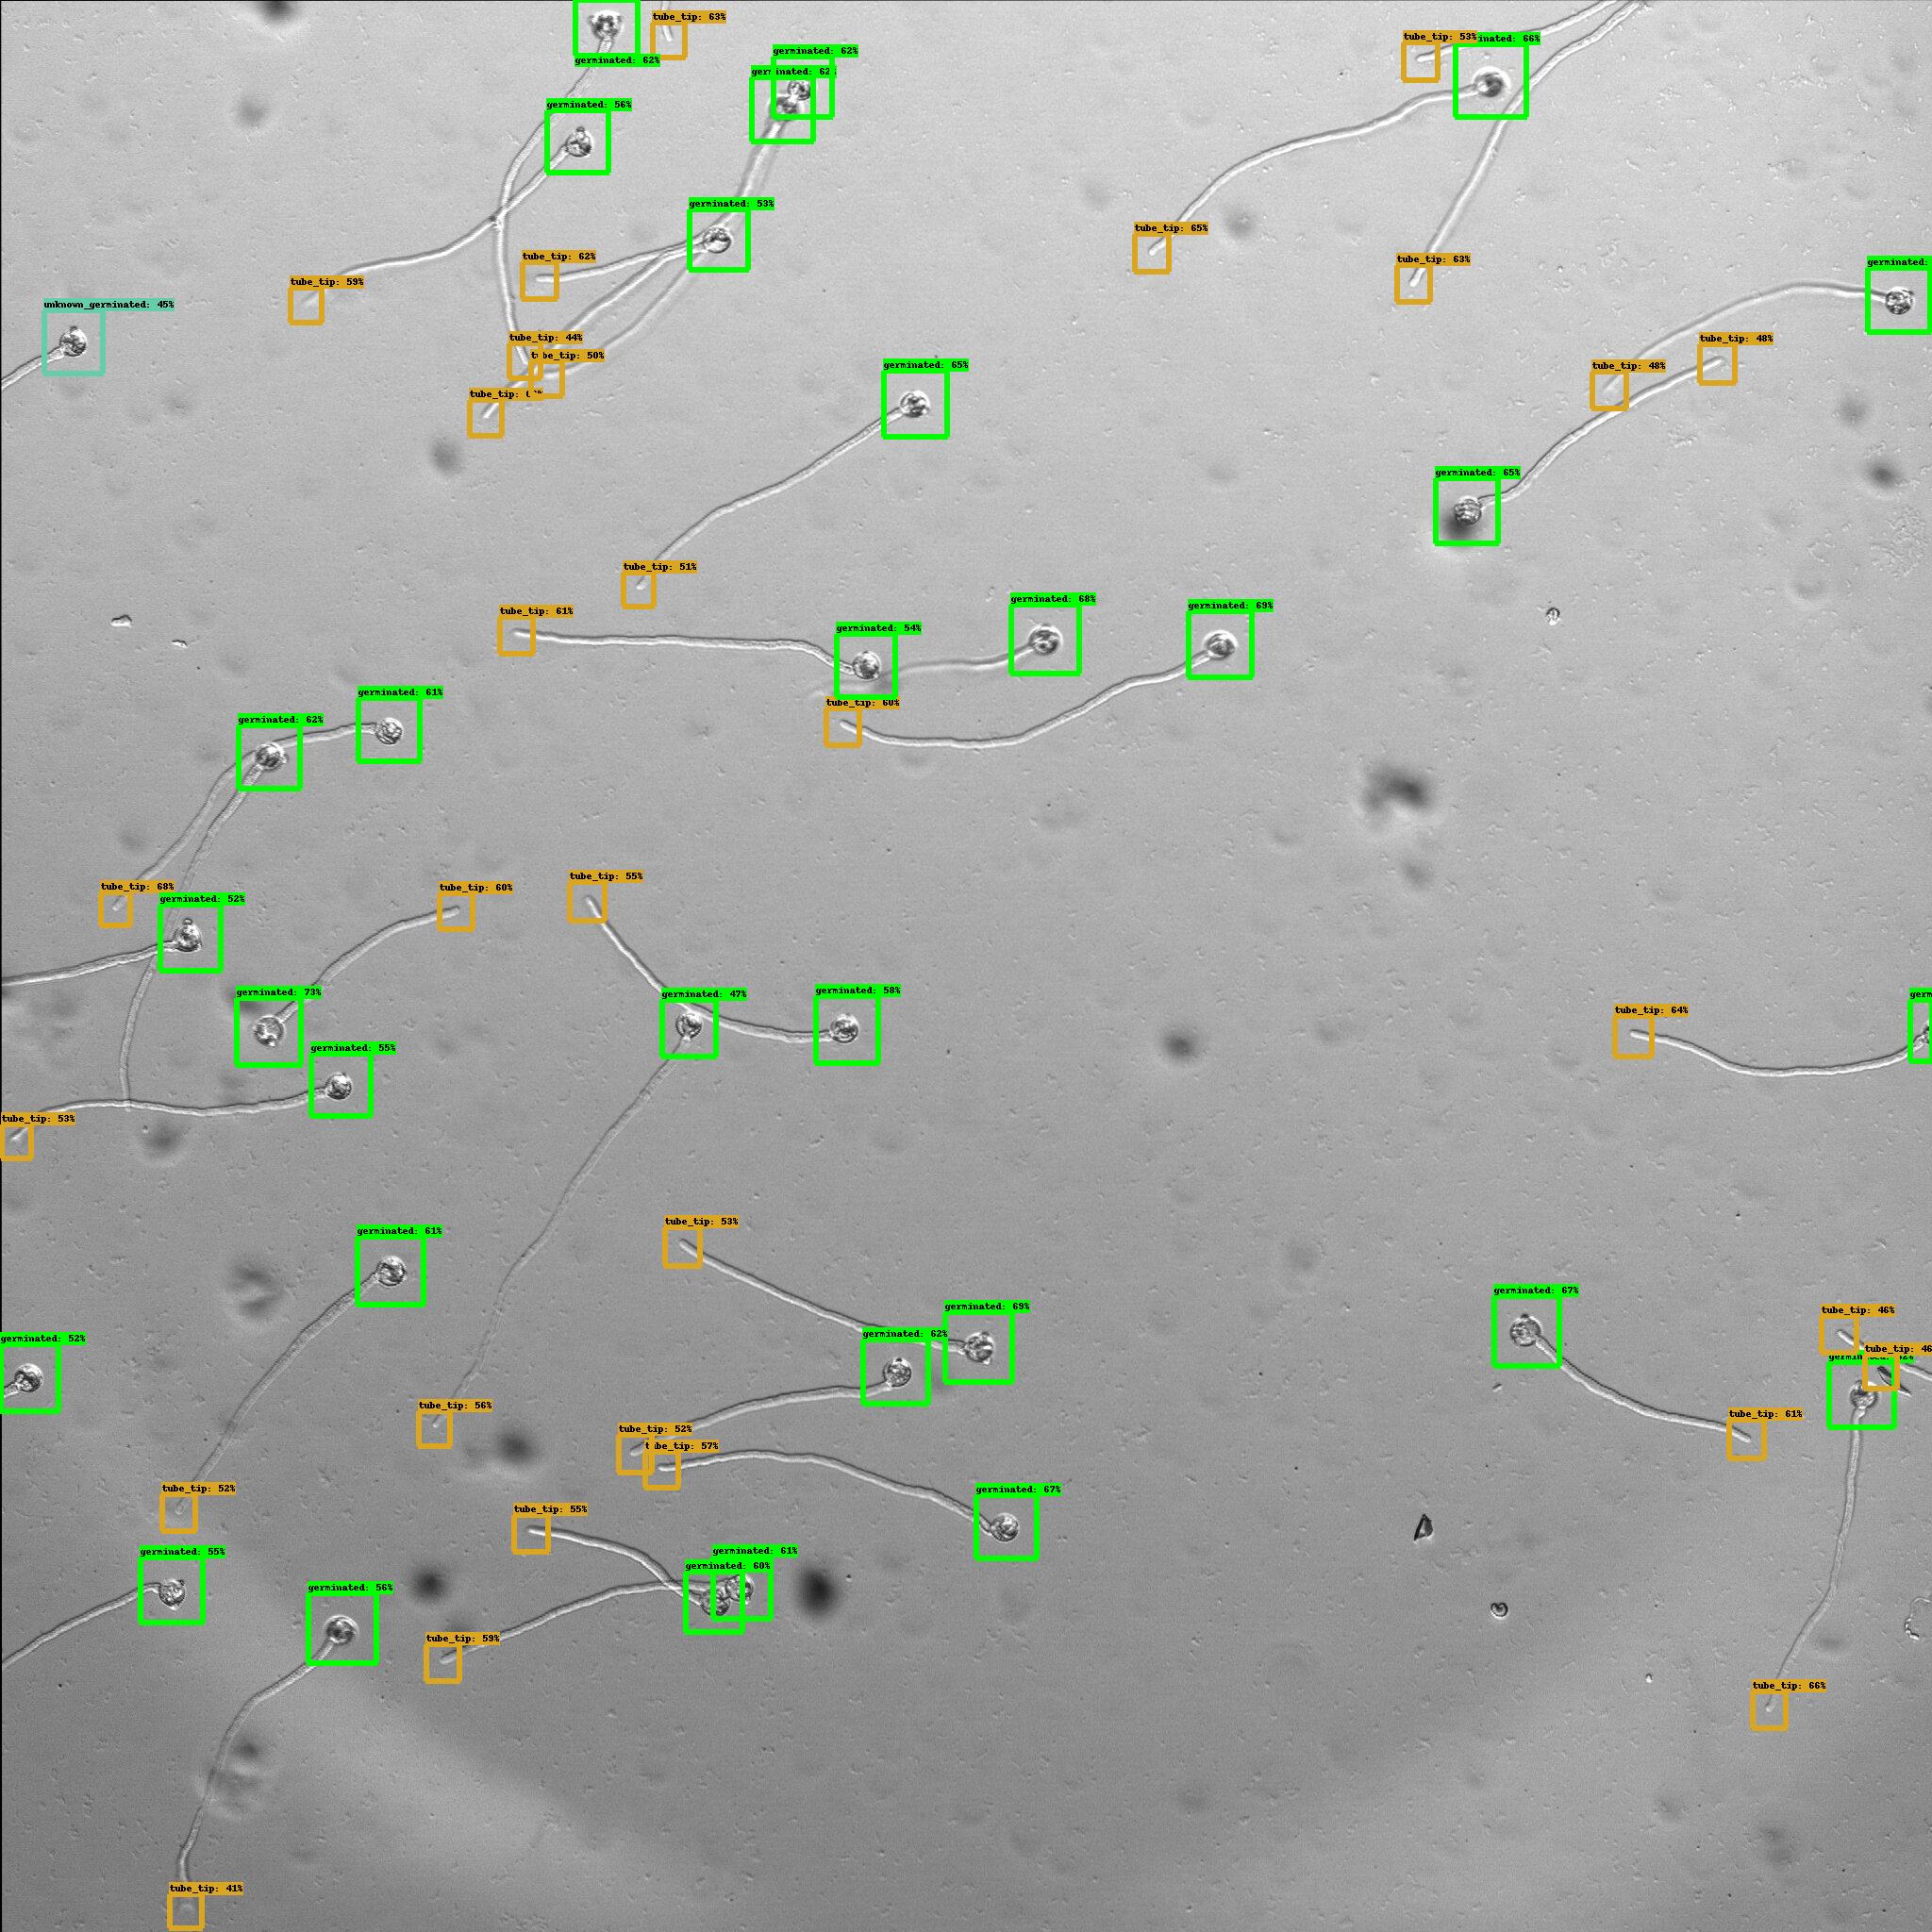 tube_tip: 63%
germinated: 62%
tube_tip: 53%
66%
germinated: 62%
germinated: 62
germinated: 56%
germinated: 53%
tube_tip: 65%
tube_tip: 62%
tube_tip: 63%
germinated:
tube_tip: 59%
unknown_germinated: 45%
tube_tip: 44%
tube_tip: 48%
tube_tip: 50%
germinated: 65%
tube_tip: 48%
tube_tip:
germinated: 65%
tube_tip: 51%
germinated: 68%
germinated: 69%
tube_tip: 61%
germinated: 54%
germinated: 61%
tube_tip: 60%
germinated: 62%
tube_tip: 55%
tube_tip: 68%
tube_tip: 60%
germinated: 52%
germinated: 73%
germinated: 47%
germinated: 58%
germ
tube_tip: 64%
germinated: 55%
tube_tip: 53%
tube_tip: 53%
germinated: 61%
germinated: 67%
germinated: 69%
tube_tip: 46%
germinated: 62%
germinated: 52%
tube_tip: 46
tube_tip: 56%
tube_tip: 61%
tube_tip: 52%
tube_tip: 57%
tube_tip: 52%
germinated: 67%
tube_tip: 55%
germinated: 55%
germinated: 61%
germinated: 60%
germinated: 56%
tube_tip: 59%
tube_tip: 66%
tube_tip: 41%